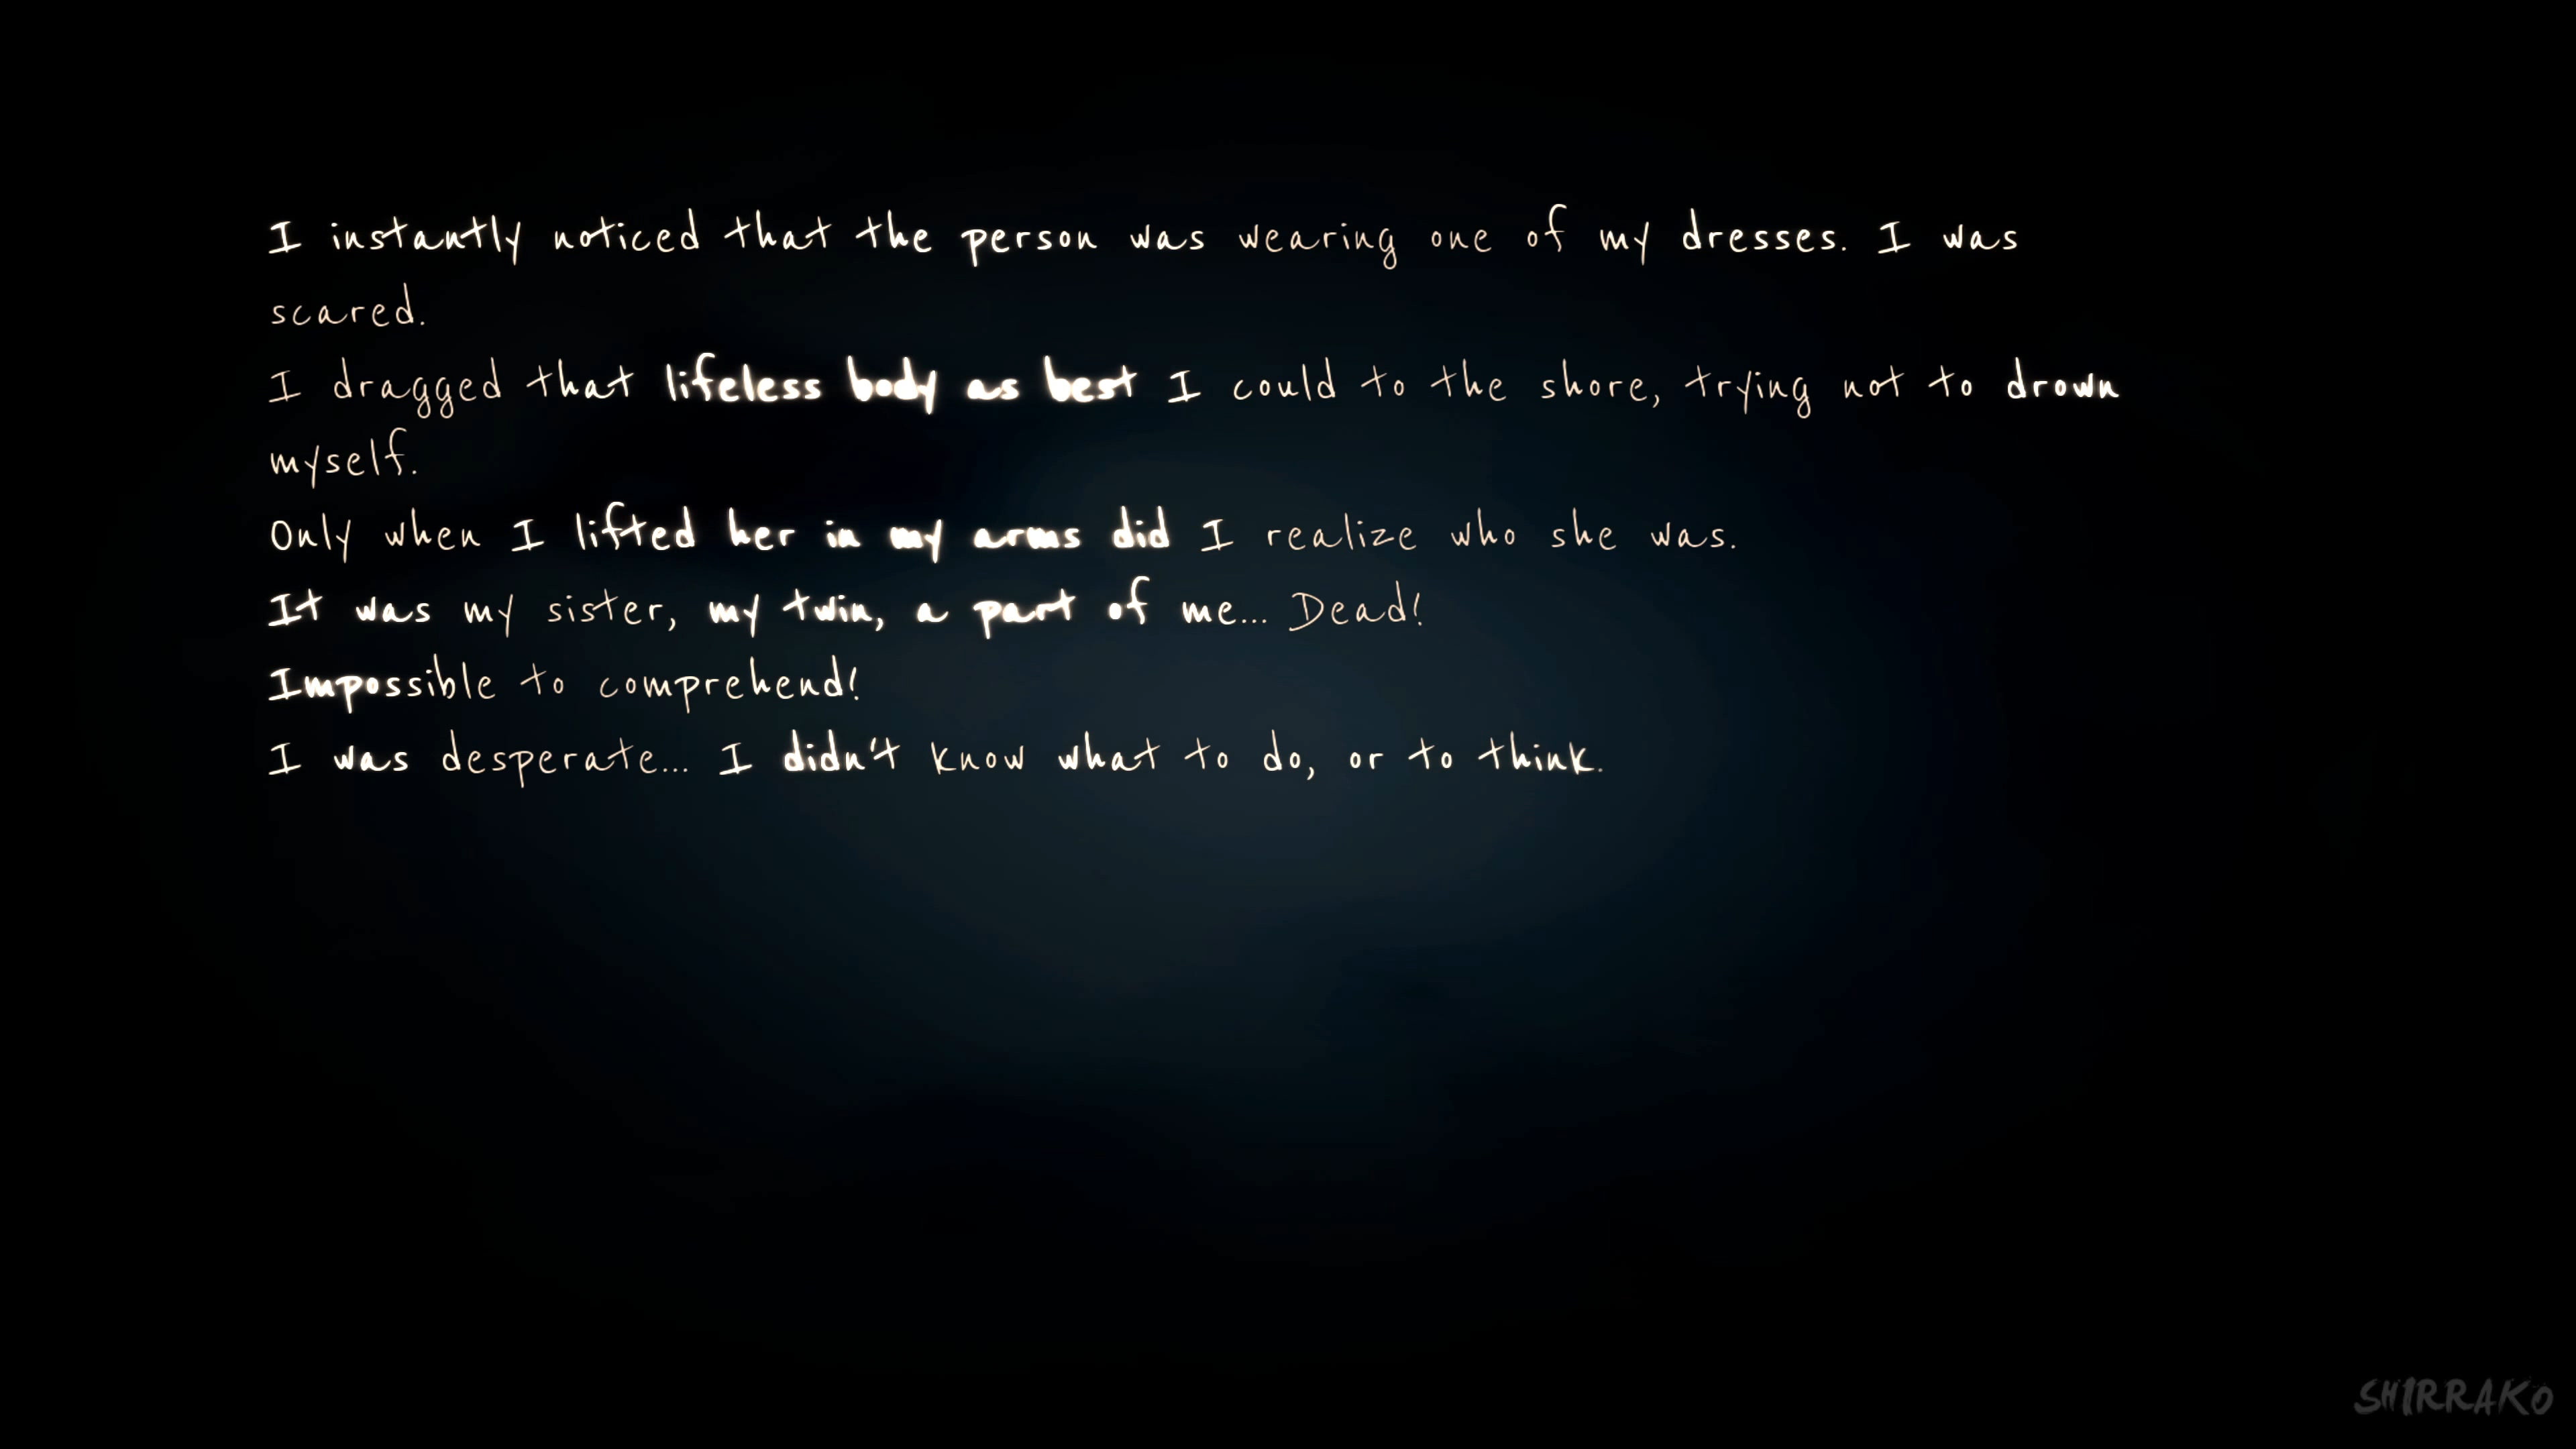 I instantly noticed that the person was wearing one of my dresses. I was
scared.
I dragged that lifeless body as best I could to the shore, trying not to drown
myself.
Only when I lifted her in my arms did I realize who she was.
It was my sister, my twin, a part of me... Dead!
Impossible to comprehend!
I was desperate... I didn't know what to do, or to think.
SHIRRAKO